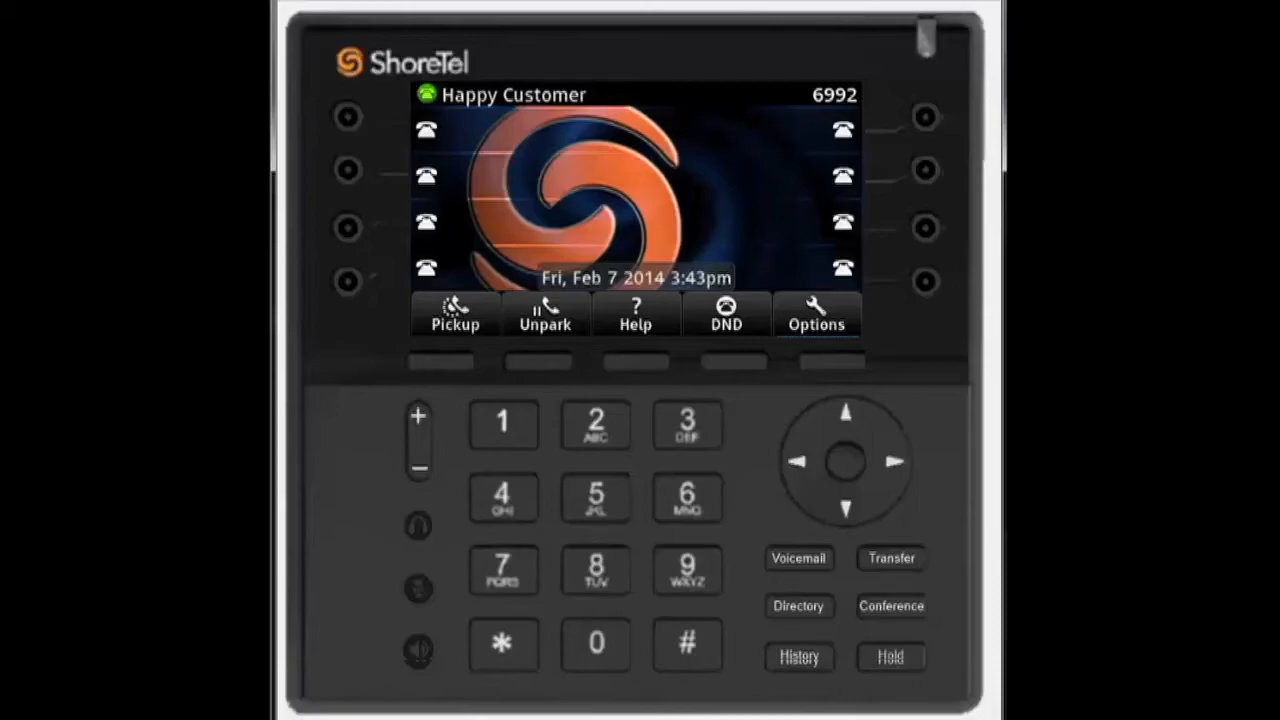 ShoreTel
Happy Customer 6992
Fri, Feb 7 2014 3:43pm
Pickup Unpark ? Help DND Options
+ 1 2 ABC 3 DEF
−
4 GHI 5 JKL 6 MNO
7 PQRS 8 TUV 9 WXYZ
* 0 #
Voicemail Transfer
Directory Conference
History Hold